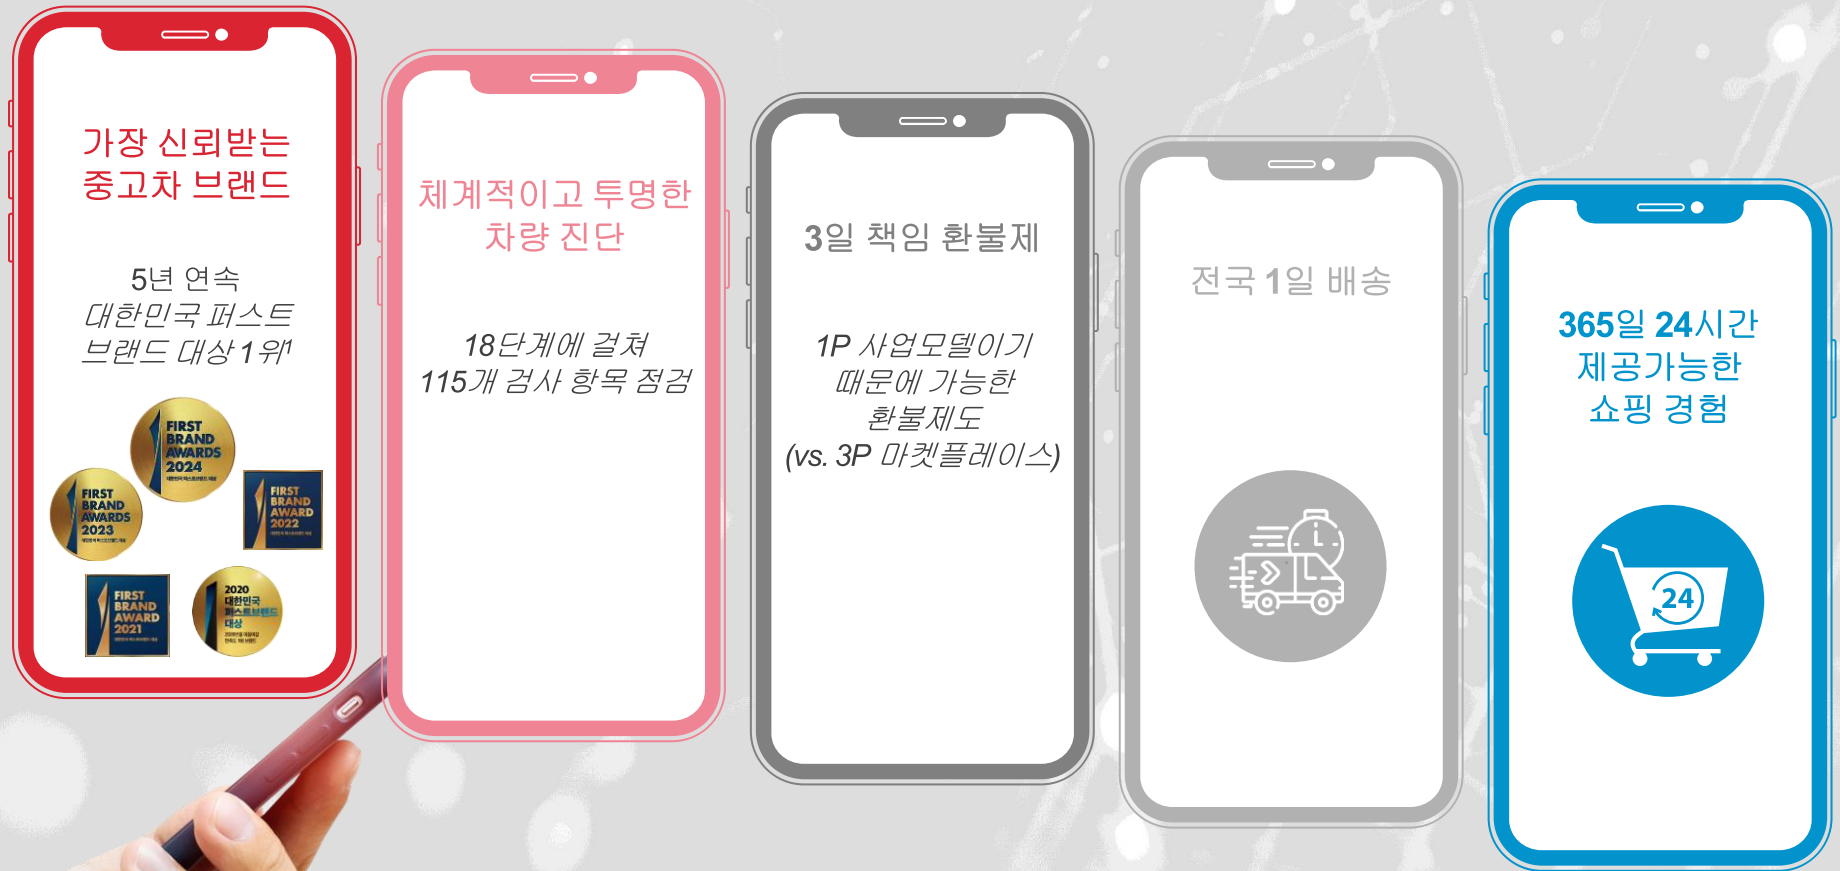 가장 신뢰받는
중고차 브랜드
5년 연속
대한민국 퍼스트
브랜드 대상 1위1
FIRST
BRAND
AWARDS
2024
FIRST
BRAND
AWARDS
2023
FIRST
BRAND
AWARD
2022
FIRST
BRAND
AWARD
2021
2020
대한민국
퍼스트브랜드
대상
체계적이고 투명한
차량 진단
18단계에 걸쳐
115개 검사 항목 점검
3일 책임 환불제
1P 사업모델이기
때문에 가능한
환불제도
(vs. 3P 마켓플레이스)
전국 1일 배송
365일 24시간
제공가능한
쇼핑 경험
24